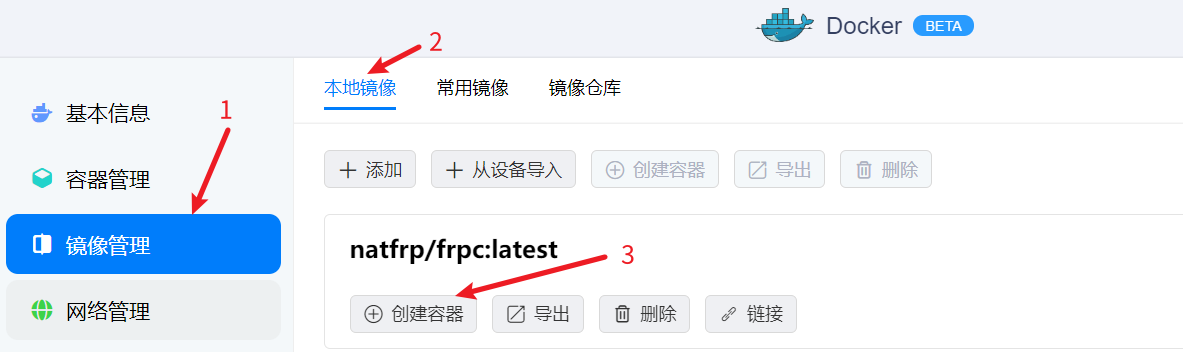 Docker BETA
2
本地镜像 常用镜像 镜像仓库
基本信息
1
容器管理
添加 从设备导入 创建容器 导出 删除
镜像管理
natfrp/frpc:latest
3
网络管理
创建容器 导出 删除 链接